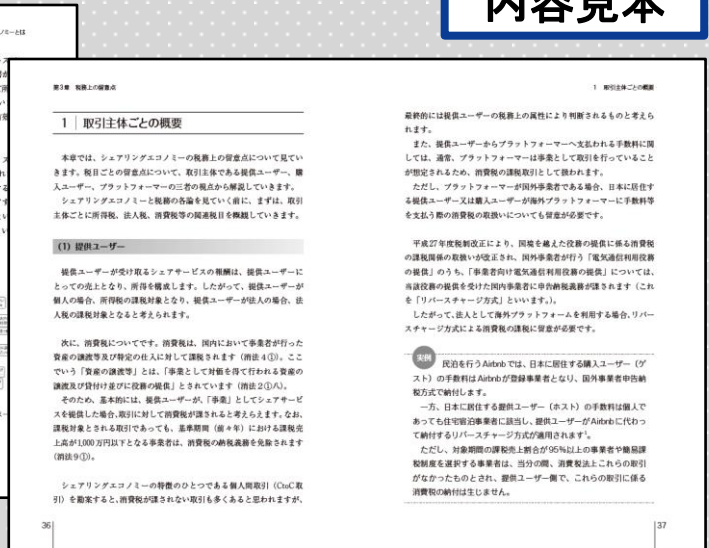 内容見本
第3章 税務上の留意点
1 取引主体ごとの概要
本章では、シェアリングエコノミーの税務上の留意点について見てい
きます。税目ごとの留意点について、取引主体である提供ユーザー、購
入ユーザー、プラットフォーマーの三者の視点から解説していきます。
シェアリングエコノミーと税務の各論を見ていく前に、まずは、取引
主体ごとに所得税、法人税、消費税等の関連税目を概観していきます。
(1) 提供ユーザー
提供ユーザーが受け取るシェアサービスの報酬は、提供ユーザーに
とっての売上となり、所得を構成します。したがって、提供ユーザーが
個人の場合、所得税の課税対象となり、提供ユーザーが法人の場合、法
人税の課税対象となると考えられます。
次に、消費税についてです。消費税は、国内において事業者が行った
資産の譲渡等及び特定の仕入に対して課税されます（消法4①）。ここ
でいう「資産の譲渡等」とは、「事業として対価を得て行われる資産の
譲渡及び貸付け並びに役務の提供」とされています（消法2①八）。
そのため、基本的には、提供ユーザーが、「事業」としてシェアサービ
スを提供した場合、取引に対して消費税が課されると考えらえます。なお、
課税対象とされる取引であっても、基準期間（前々年）における課税売
上高が1,000万円以下となる事業者は、消費税の納税義務を免除されます
（消法9①）。
シェアリングエコノミーの特徴のひとつである個人間取引（CtoC取
引）を勘案すると、消費税が課されない取引も多くあると思われますが、
36
1 取引主体ごとの概要
最終的には提供ユーザーの税務上の属性により判断されるものと考えら
れます。
また、提供ユーザーからプラットフォーマーへ支払われる手数料に関
しては、通常、プラットフォーマーは事業として取引を行っていること
が想定されるため、消費税の課税取引として扱われます。
ただし、プラットフォーマーが国外事業者である場合、日本に居住す
る提供ユーザー又は購入ユーザーが海外プラットフォーマーに手数料等
を支払う際の消費税の取扱いについても留意が必要です。
平成27年度税制改正により、国境を越えた役務の提供に係る消費税
の課税関係の取扱いが改正され、国外事業者が行う「電気通信利用役務
の提供」のうち、「事業者向け電気通信利用役務の提供」については、
当該役務の提供を受けた国内事業者に申告納税義務が課されます（これ
を「リバースチャージ方式」といいます。）。
したがって、法人として海外プラットフォームを利用する場合、リバー
スチャージ方式による消費税の課税に留意が必要です。
実例 民泊を行うAirbnbでは、日本に居住する購入ユーザー（ゲ
スト）の手数料はAirbnbが登録事業者となり、国外事業者申告納
税方式で納付します。
一方、日本に居住する提供ユーザー（ホスト）の手数料は個人で
あっても住宅宿泊事業者に該当し、提供ユーザーがAirbnbに代わっ
て納付するリバースチャージ方式が適用されます¹。
ただし、対象期間の課税売上割合が95%以上の事業者や簡易課
税制度を選択する事業者は、当分の間、消費税法上これらの取引
がなかったものとされ、提供ユーザー側で、これらの取引に係る
消費税の納付は生じません。
37